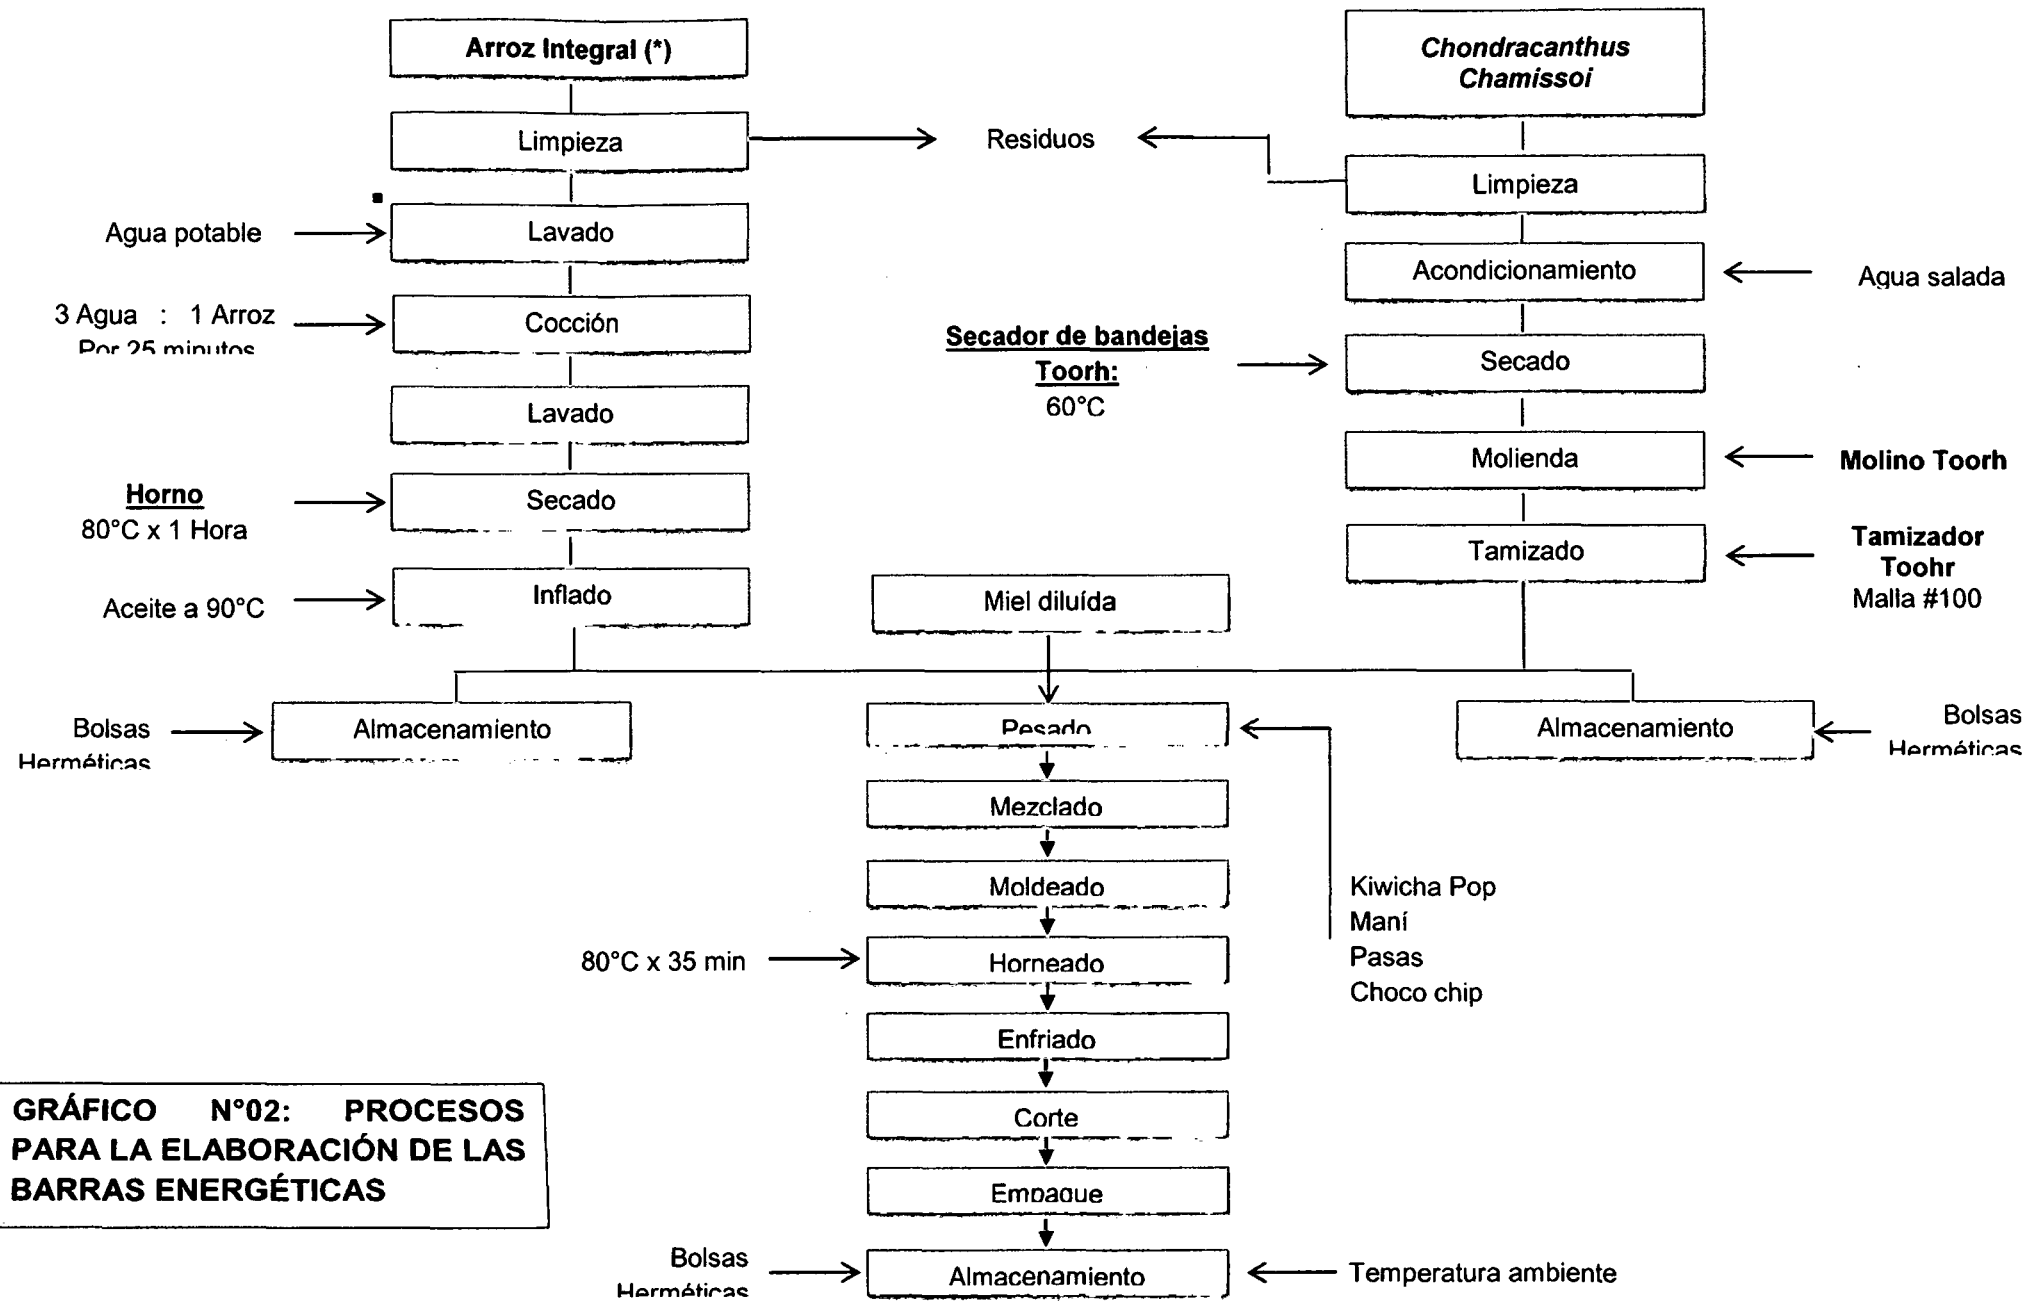 Arroz Integral (*)
Limpieza
Agua potable
Lavado
3 Agua : 1 Arroz
Por 25 minutos
Cocción
Lavado
Horno
80°C x 1 Hora
Secado
Aceite a 90°C
Inflado
Bolsas
Herméticas
Almacenamiento
Residuos
Chondracanthus
Chamissoi
Limpieza
Acondicionamiento
Agua salada
Secador de bandejas
Toorh:
60°C
Secado
Molienda
Molino Toorh
Tamizado
Tamizador
Toohr
Malla #100
Almacenamiento
Bolsas
Herméticas
Miel diluída
Pesado
Kiwicha Pop
Maní
Pasas
Choco chip
Mezclado
Moldeado
80°C x 35 min
Horneado
Enfriado
Corte
Empaque
Bolsas
Herméticas
Almacenamiento
Temperatura ambiente
GRÁFICO N°02: PROCESOS
PARA LA ELABORACIÓN DE LAS
BARRAS ENERGÉTICAS